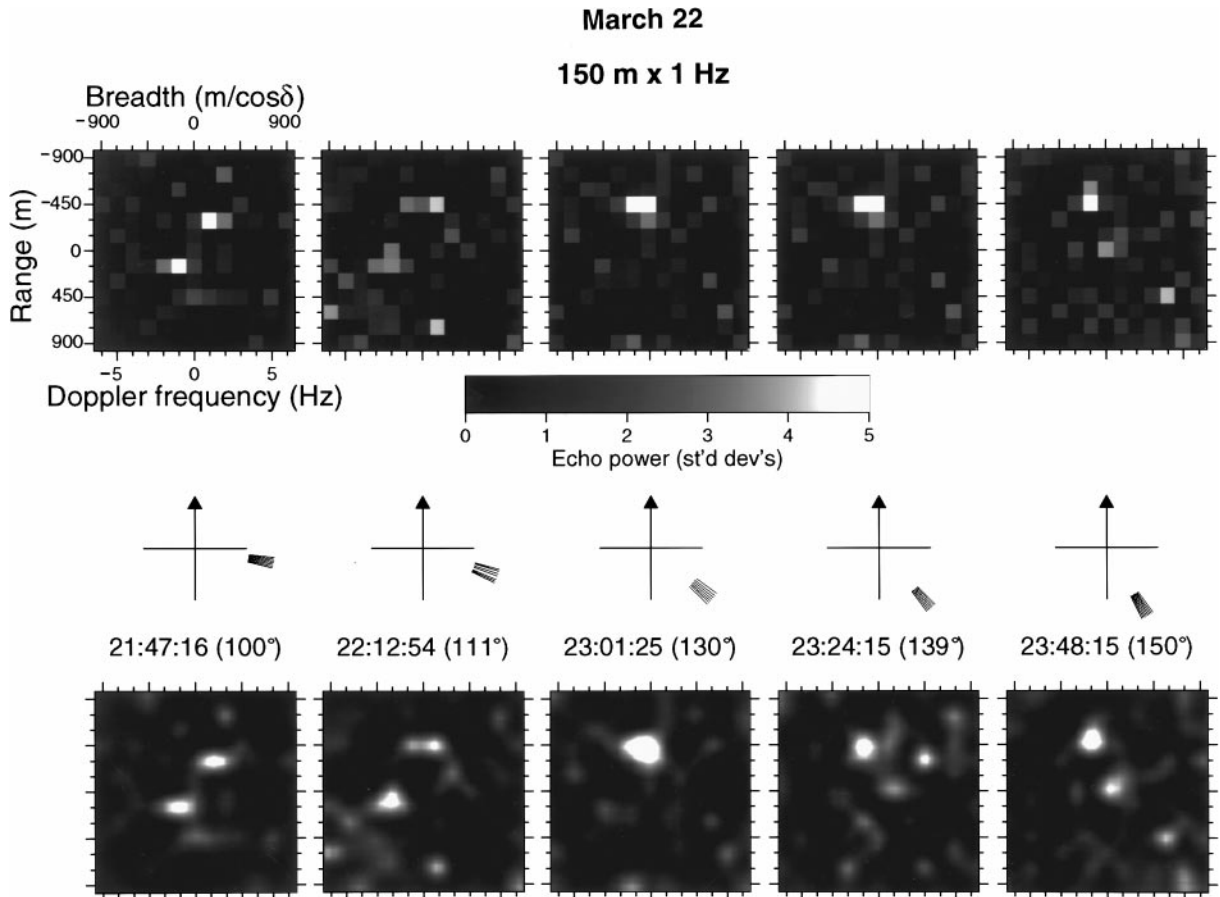 March 22
150 m x 1 Hz
Breadth (m/cosδ)
−900 0 900
Range (m)
−900
−450
0
450
900
−5 0 5
Doppler frequency (Hz)
0 1 2 3 4 5
Echo power (st'd dev's)
21:47:16 (100°) 22:12:54 (111°) 23:01:25 (130°) 23:24:15 (139°) 23:48:15 (150°)